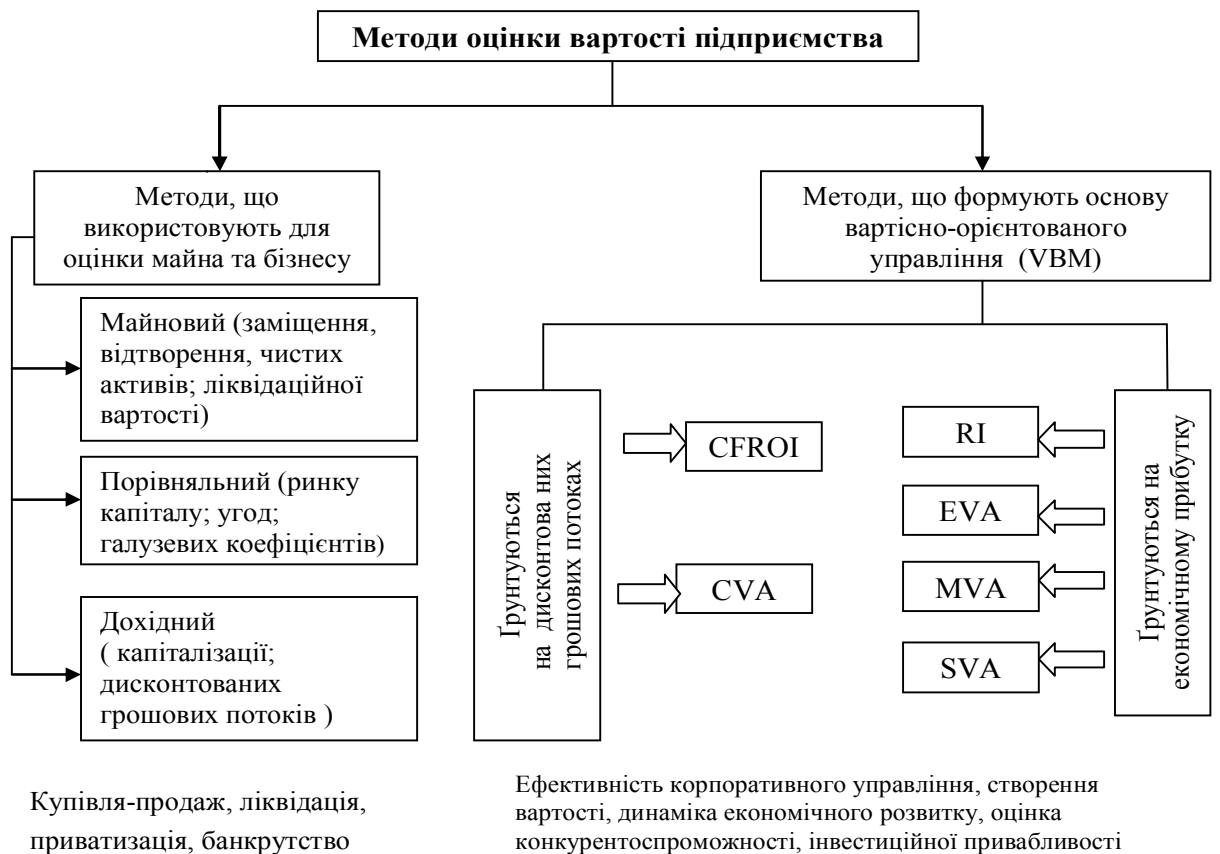 Методи оцінки вартості підприємства
Методи, що
використовують для
оцінки майна та бізнесу
Майновий (заміщення,
відтворення, чистих
активів; ліквідаційної
вартості)
Порівняльний (ринку
капіталу; угод;
галузевих коефіцієнтів)
Дохідний
( капіталізації;
дисконтованих
грошових потоків )
Купівля-продаж, ліквідація,
приватизація, банкрутство
Методи, що формують основу
вартісно-орієнтованого
управління (VBM)
Ґрунтуються
на дисконтова них
грошових потоках
CFROI
CVA
RI
EVA
MVA
SVA
Ґрунтуються на
економічному прибутку
Ефективність корпоративного управління, створення
вартості, динаміка економічного розвитку, оцінка
конкурентоспроможності, інвестиційної привабливості